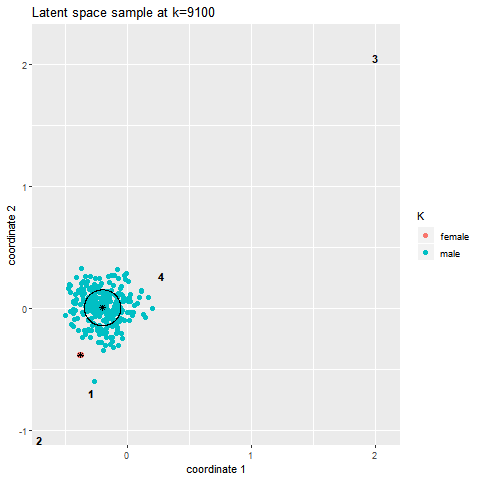 Latent space sample at k=9100
3
2
1
4
0
1
-1
2
0
1
2
coordinate 1
coordinate 2
K
female
male